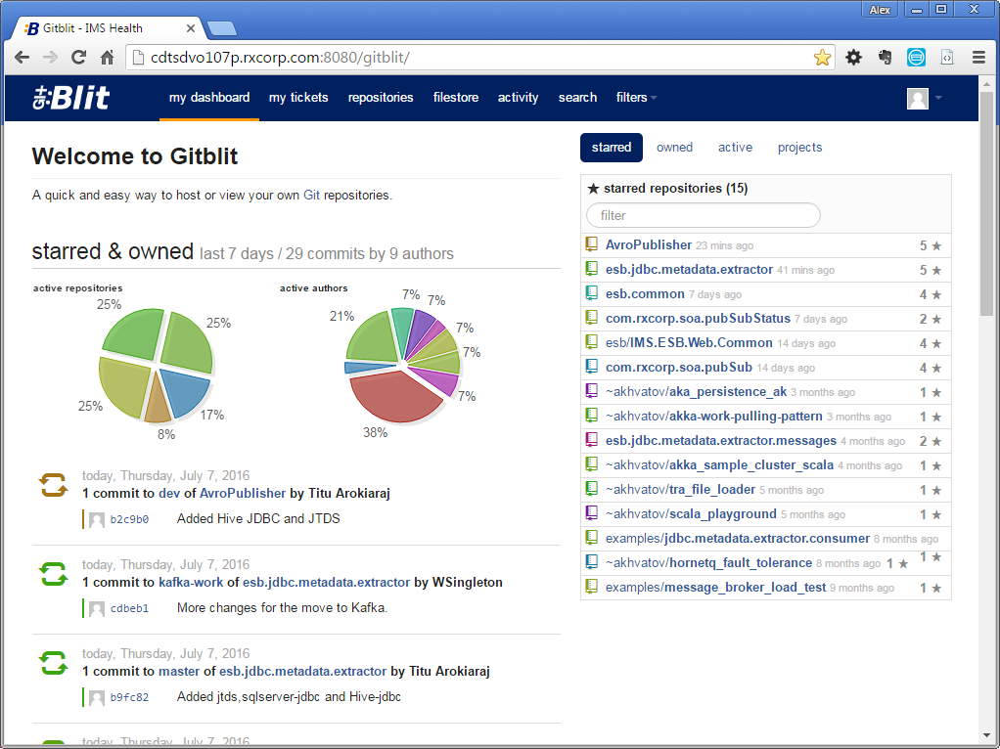 Alex
Gitblit - IMS Health
cdtsdvo107p.rxcorp.com:8080/gitblit/
git:Blit
my dashboard my tickets repositories filestore activity search filters
Welcome to Gitblit
A quick and easy way to host or view your own Git repositories.
starred & owned last 7 days / 29 commits by 9 authors
active repositories
25%
25%
17%
8%
25%
active authors
7%
7%
7%
7%
7%
38%
21%
today, Thursday, July 7, 2016
1 commit to dev of AvroPublisher by Titu Arokiaraj
b2c9b0 Added Hive JDBC and JTDS
today, Thursday, July 7, 2016
1 commit to kafka-work of esb.jdbc.metadata.extractor by WSingleton
cdbeb1 More changes for the move to Kafka.
today, Thursday, July 7, 2016
1 commit to master of esb.jdbc.metadata.extractor by Titu Arokiaraj
b9fc82 Added jtds,sqlserver-jdbc and Hive-jdbc
today, Thursday, July 7, 2016
starred owned active projects
★ starred repositories (15)
filter
AvroPublisher 23 mins ago 5 ★
esb.jdbc.metadata.extractor 41 mins ago 5 ★
esb.common 7 days ago 4 ★
com.rxcorp.soa.pubSubStatus 7 days ago 2 ★
esb/IMS.ESB.Web.Common 14 days ago 4 ★
com.rxcorp.soa.pubSub 14 days ago 4 ★
~akhvatov/aka_persistence_ak 3 months ago 1 ★
~akhvatov/akka-work-pulling-pattern 3 months ago 1 ★
esb.jdbc.metadata.extractor.messages 4 months ago 2 ★
~akhvatov/akka_sample_cluster_scala 4 months ago 1 ★
~akhvatov/tra_file_loader 5 months ago 1 ★
~akhvatov/scala_playground 5 months ago 1 ★
examples/jdbc.metadata.extractor.consumer 8 months ago
1 ★
~akhvatov/hornetq_fault_tolerance 8 months ago 1 ★
examples/message_broker_load_test 9 months ago 1 ★